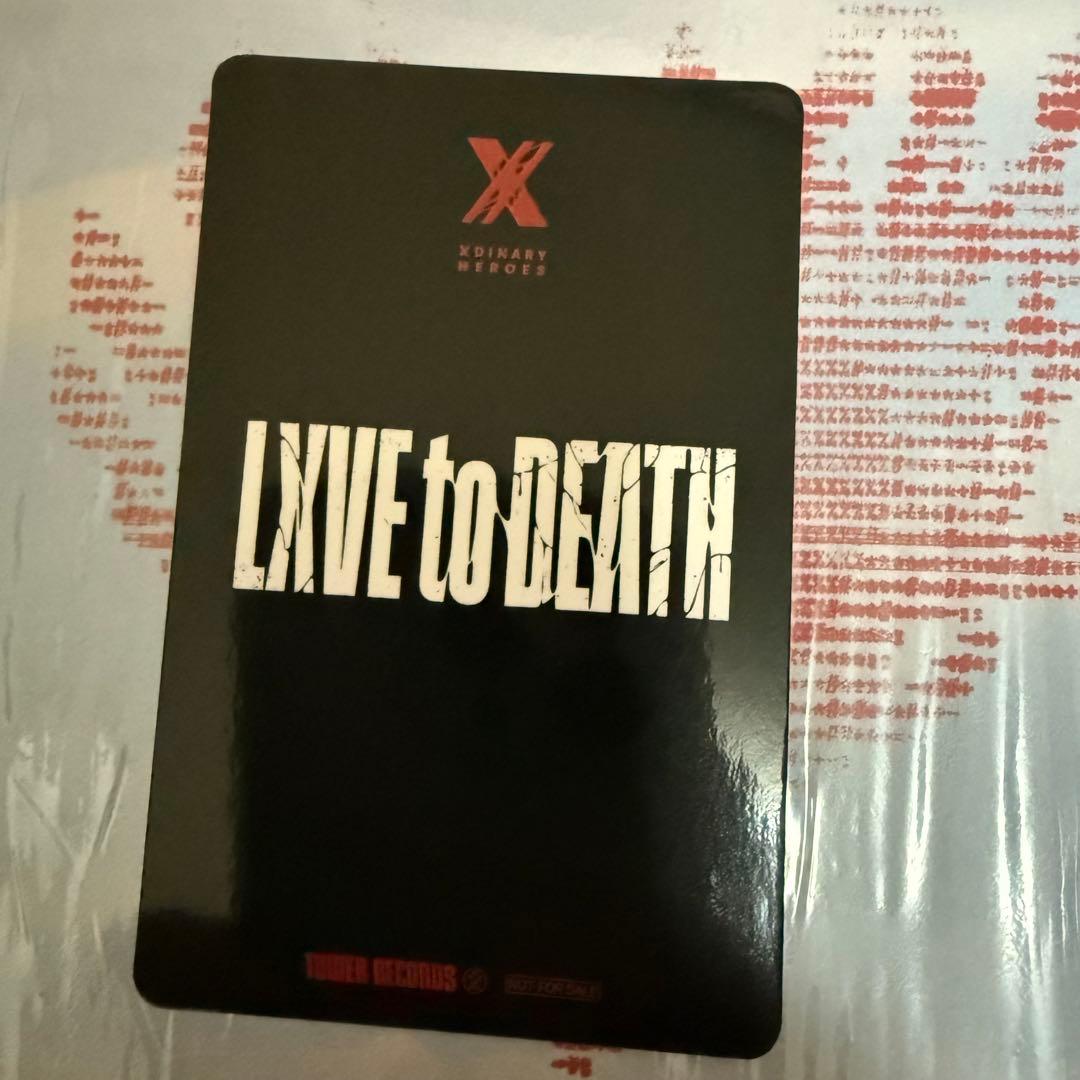 XDINARY
HEROES
LXVE to DEATH
TOWER RECORDS
NOT FOR SALE